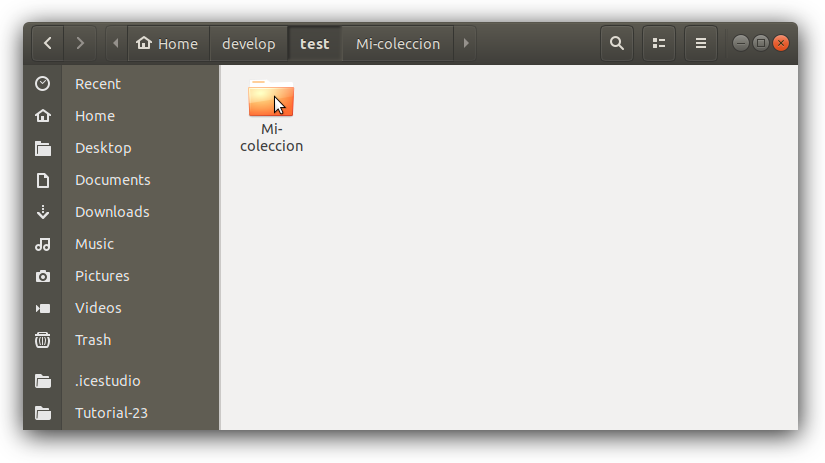 Home develop test Mi-coleccion
Recent
Home
Desktop
Documents
Downloads
Music
Pictures
Videos
Trash
.icestudio
Tutorial-23
Mi-
coleccion